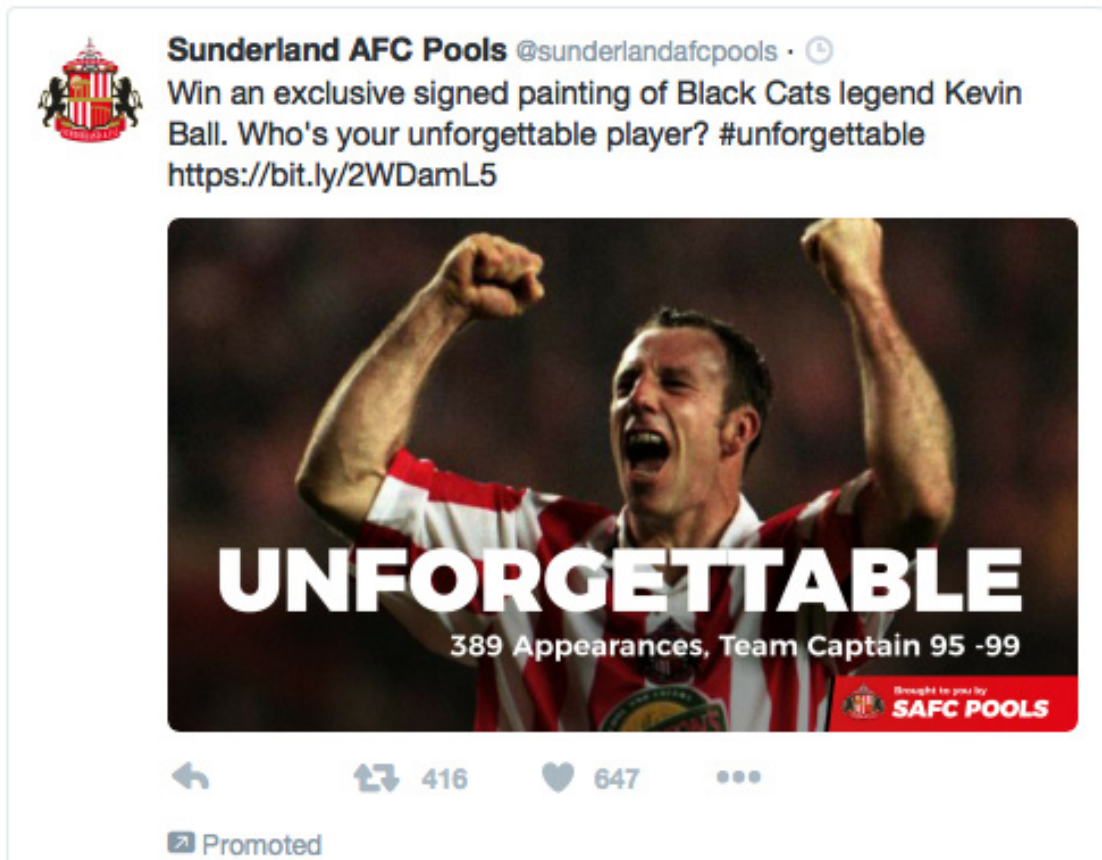 Sunderland AFC Pools @sunderlandafcpools ·
Win an exclusive signed painting of Black Cats legend Kevin
Ball. Who's your unforgettable player? #unforgettable
https://bit.ly/2WDamL5
UNFORGETTABLE
389 Appearances, Team Captain 95 -99
Brought to you by
SAFC POOLS
416 647
Promoted